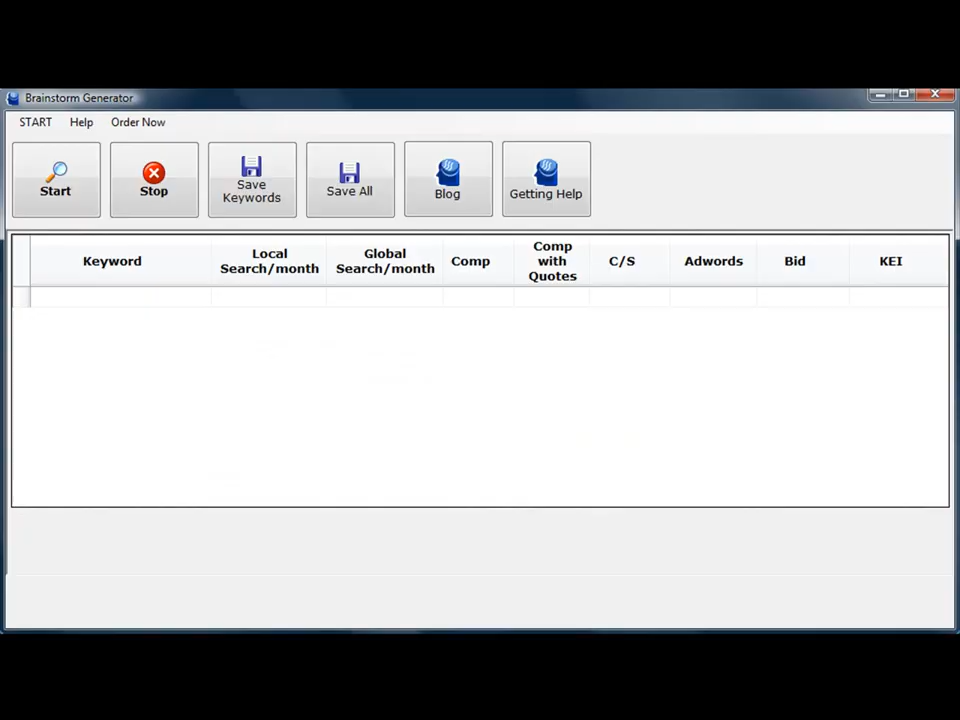 Brainstorm Generator
START Help Order Now
Start
Stop
Save
Keywords
Save All
Blog
Getting Help
Keyword
Local
Search/month
Global
Search/month
Comp
Comp
with
Quotes
C/S
Adwords
Bid
KEI